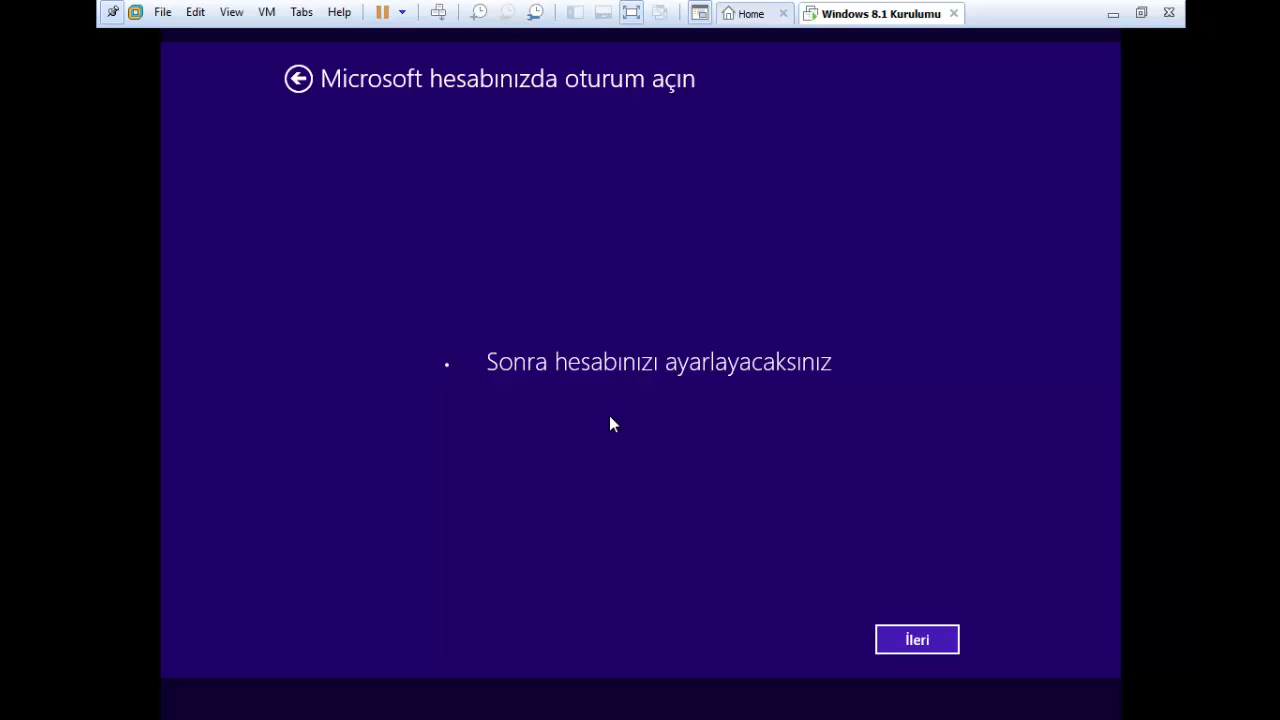 File Edit View VM Tabs Help Home Windows 8.1 Kurulumu
Microsoft hesabınızda oturum açın
Sonra hesabınızı ayarlayacaksınız
İleri